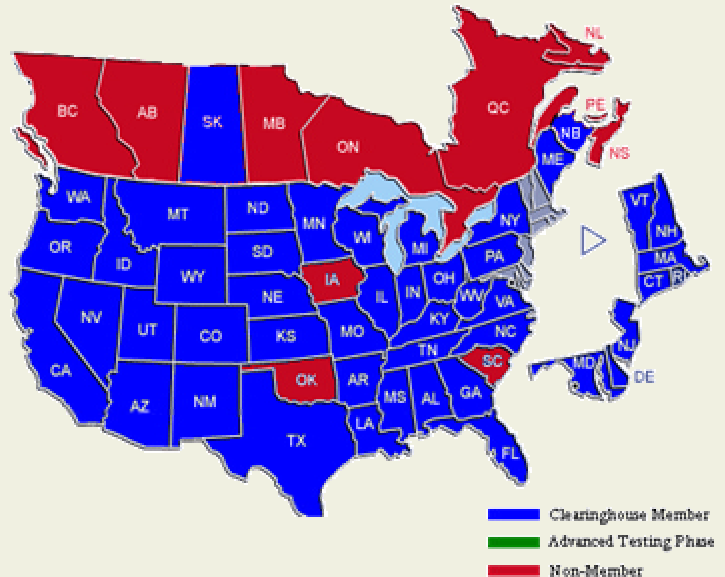 NL
BC
AB
SK
MB
ON
QC
PE
NB
NS
ME
WA
MT
ND
MN
OR
ID
WY
SD
WI
MI
NY
VT
NH
MA
CT
RI
NV
UT
CO
NE
IA
IL
IN
OH
PA
WV
VA
KY
NJ
MD
DE
CA
AZ
NM
KS
MO
TN
NC
SC
OK
AR
MS
AL
GA
TX
LA
FL
Clearinghouse Member
Advanced Testing Phase
Non-Member